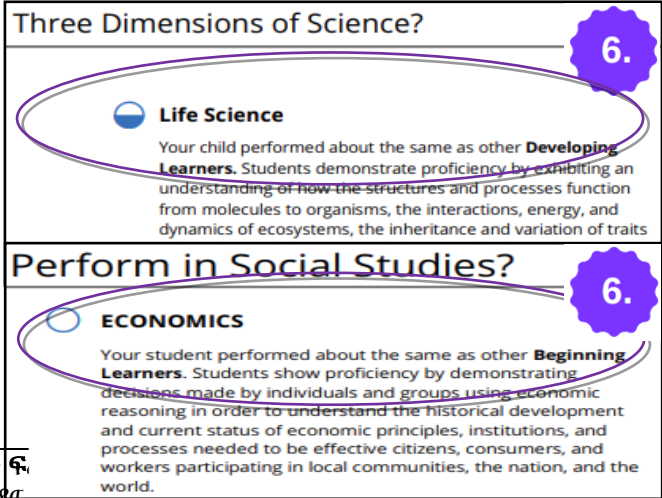 Three Dimensions of Science?
6.
Life Science
Your child performed about the same as other Developing
Learners. Students demonstrate proficiency by exhibiting an
understanding of how the structures and processes function
from molecules to organisms, the interactions, energy, and
dynamics of ecosystems, the inheritance and variation of traits
Perform in Social Studies?
6.
ECONOMICS
Your student performed about the same as other Beginning
Learners. Students show proficiency by demonstrating
decisions made by individuals and groups using economic
reasoning in order to understand the historical development
and current status of economic principles, institutions, and
processes needed to be effective citizens, consumers, and
workers participating in local communities, the nation, and the
world.